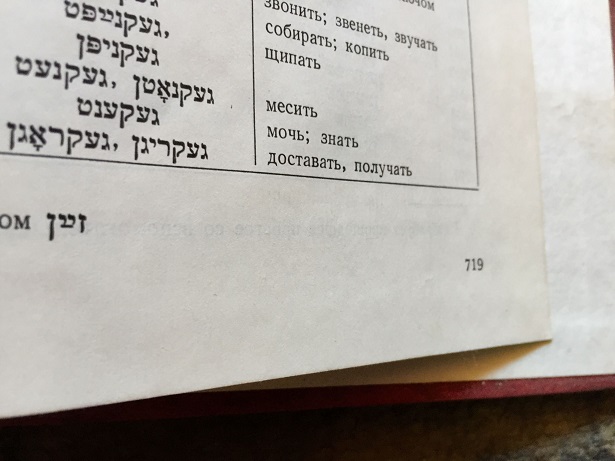 געקנײַפּט,
געקניפּן
געקנאָטן, געקנעט
געקענט
געקריגן, געקראָגן
звонить; звенеть, звучать
собирать; копить
щипать
месить
мочь; знать
доставать, получать
זײַן
719